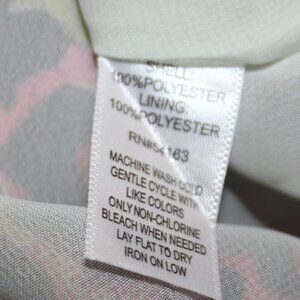 SHELL:
100%POLYESTER
LINING:
100%POLYESTER
MACHINE WASH COLD
GENTLE CYCLE WITH
LIKE COLORS
ONLY NON-CHLORINE
BLEACH WHEN NEEDED
LAY FLAT TO DRY
IRON ON LOW